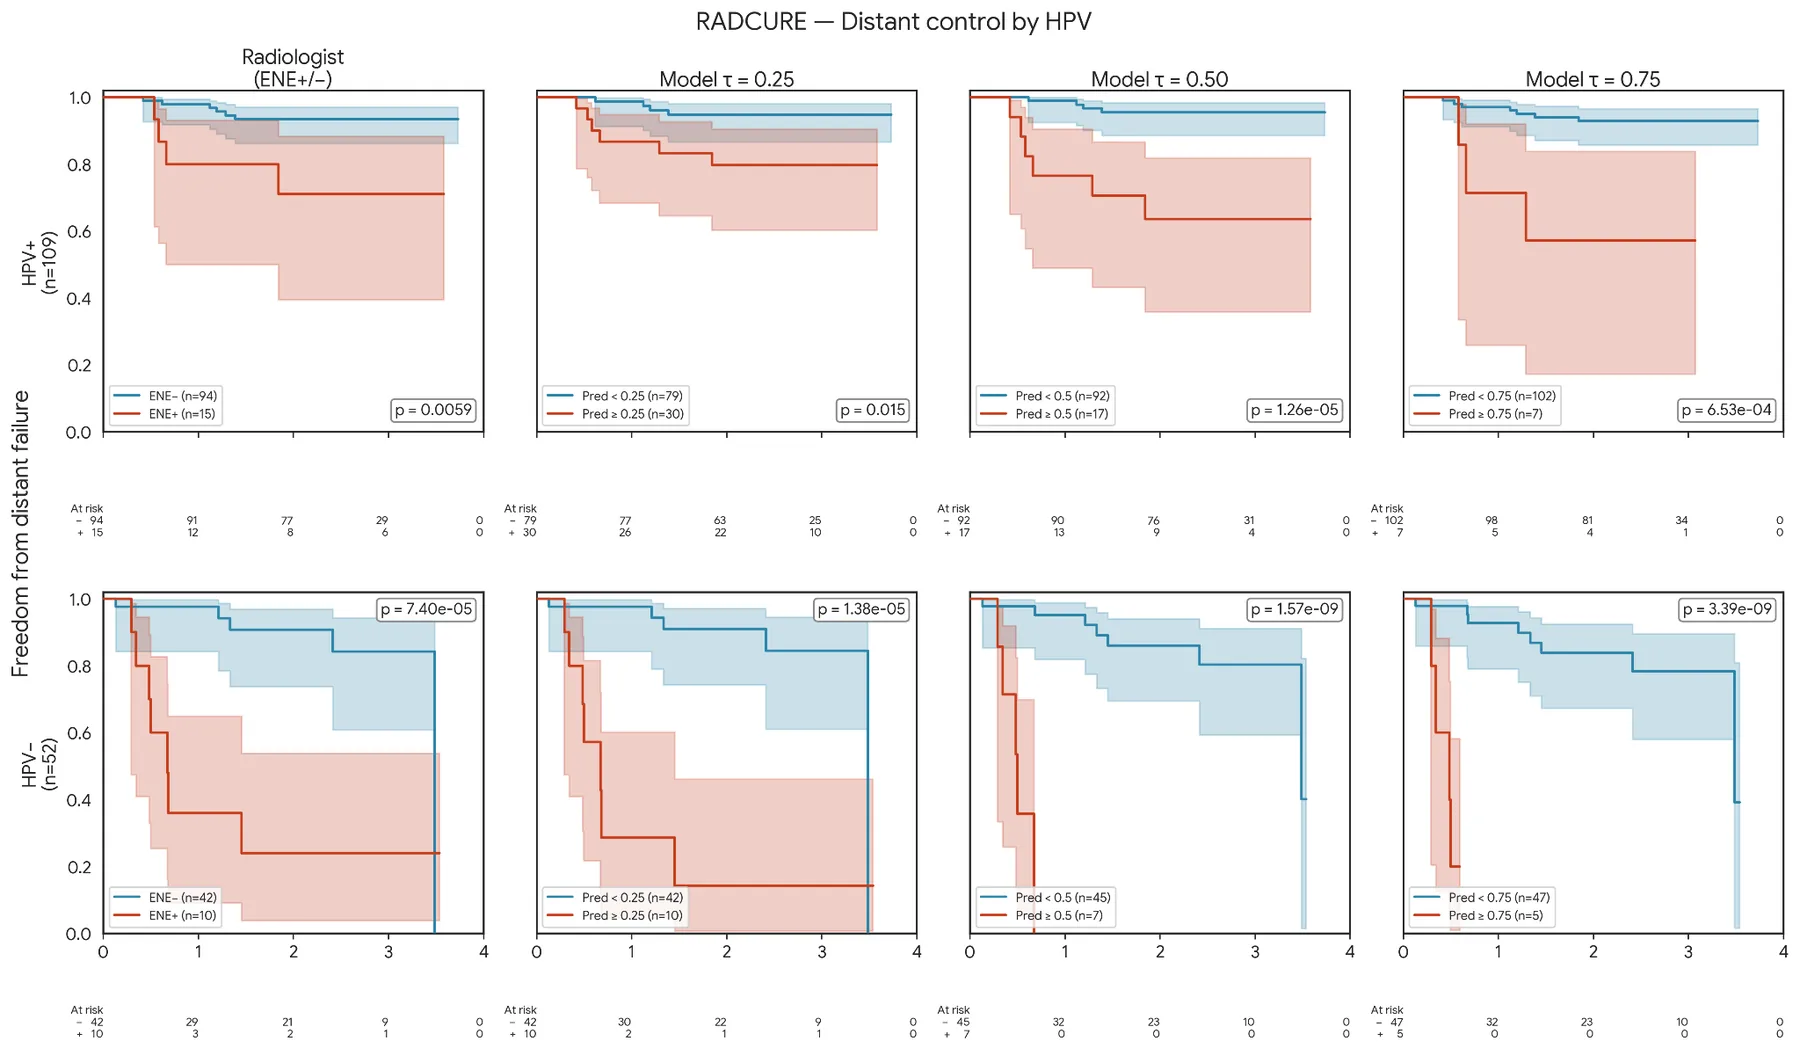 RADCURE — Distant control by HPV
Radiologist
(ENE+/−)
Model τ = 0.25
Model τ = 0.50
Model τ = 0.75
Freedom from distant failure
HPV+
(n=109)
1.0
0.8
0.6
0.4
0.2
0.0
ENE− (n=94)
ENE+ (n=15)
p = 0.0059
Pred < 0.25 (n=79)
Pred ≥ 0.25 (n=30)
p = 0.015
Pred < 0.5 (n=92)
Pred ≥ 0.5 (n=17)
p = 1.26e-05
Pred < 0.75 (n=102)
Pred ≥ 0.75 (n=7)
p = 6.53e-04
At risk
− 94 91 77 29 0
+ 15 12 8 6 0
At risk
− 79 77 63 25 0
+ 30 26 22 10 0
At risk
− 92 90 76 31 0
+ 17 13 9 4 0
At risk
− 102 98 81 34 0
+ 7 5 4 1 0
HPV−
(n=52)
1.0
0.8
0.6
0.4
0.2
0.0
p = 7.40e-05
ENE− (n=42)
ENE+ (n=10)
0 1 2 3 4
p = 1.38e-05
Pred < 0.25 (n=42)
Pred ≥ 0.25 (n=10)
0 1 2 3 4
p = 1.57e-09
Pred < 0.5 (n=45)
Pred ≥ 0.5 (n=7)
0 1 2 3 4
p = 3.39e-09
Pred < 0.75 (n=47)
Pred ≥ 0.75 (n=5)
0 1 2 3 4
At risk
− 42 29 21 9 0
+ 10 3 2 1 0
At risk
− 42 30 22 9 0
+ 10 2 1 1 0
At risk
− 45 32 23 10 0
+ 7 0 0 0 0
At risk
− 47 32 23 10 0
+ 5 0 0 0 0